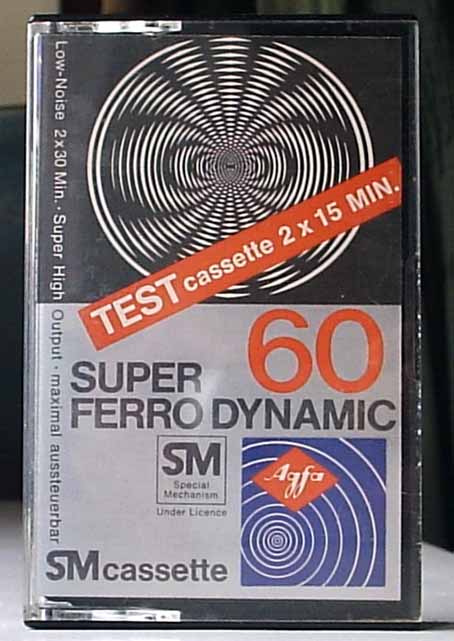 Low-Noise 2x30 Min. · Super High Output · maximal aussteuerbar
TEST cassette 2 x 15 MIN.
60
SUPER
FERRO DYNAMIC
SM
Special
Mechanism
Under Licence
Agfa
SM cassette